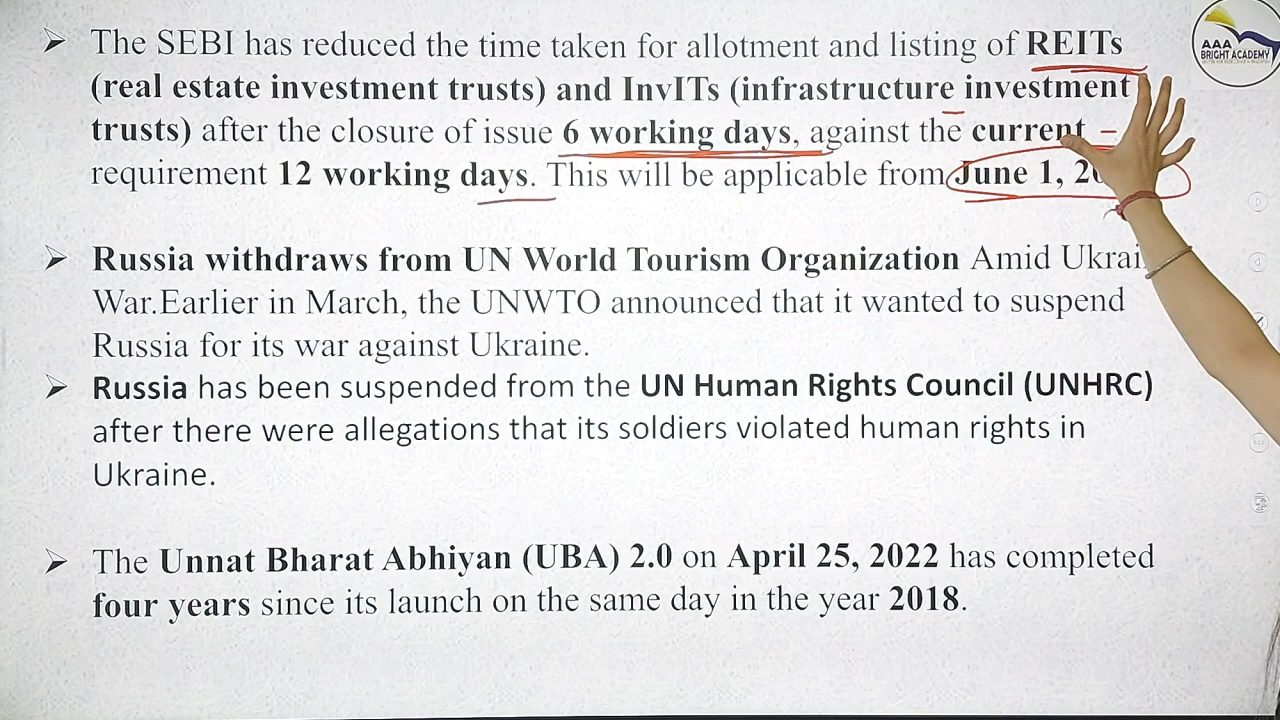 The SEBI has reduced the time taken for allotment and listing of REITs
(real estate investment trusts) and InvITs (infrastructure investment
trusts) after the closure of issue 6 working days, against the current
requirement 12 working days. This will be applicable from June 1,
Russia withdraws from UN World Tourism Organization Amid
War.Earlier in March, the UNWTO announced that it wanted to suspend
Russia for its war against Ukraine.
Russia has been suspended from the UN Human Rights Council (UNHRC)
after there were allegations that its soldiers violated human rights in
Ukraine.
The Unnat Bharat Abhiyan (UBA) 2.0 on April 25, 2022 has completed
four years since its launch on the same day in the year 2018.
AAA
BRIGHT ACADEMY